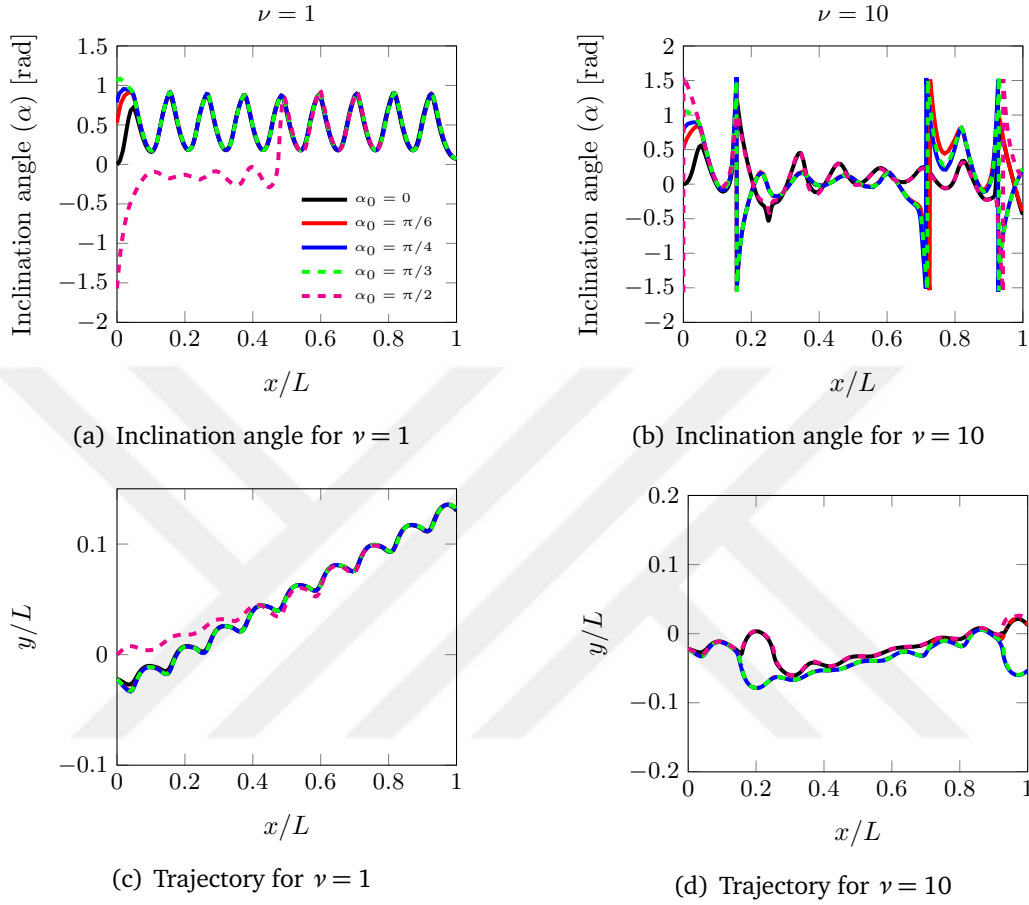 ν = 1
ν = 10
Inclination angle (α) [rad]
1.5
1
0.5
0
−0.5
−1
−1.5
−2
α₀ = 0
α₀ = π/6
α₀ = π/4
α₀ = π/3
α₀ = π/2
0 0.2 0.4 0.6 0.8 1
x/L
Inclination angle (α) [rad]
2
1.5
1
0.5
0
−0.5
−1
−1.5
−2
0 0.2 0.4 0.6 0.8 1
x/L
(a) Inclination angle for ν = 1
(b) Inclination angle for ν = 10
y/L
0.1
0
−0.1
0 0.2 0.4 0.6 0.8 1
x/L
y/L
0.2
0.1
0
−0.1
−0.2
0 0.2 0.4 0.6 0.8 1
x/L
(c) Trajectory for ν = 1
(d) Trajectory for ν = 10